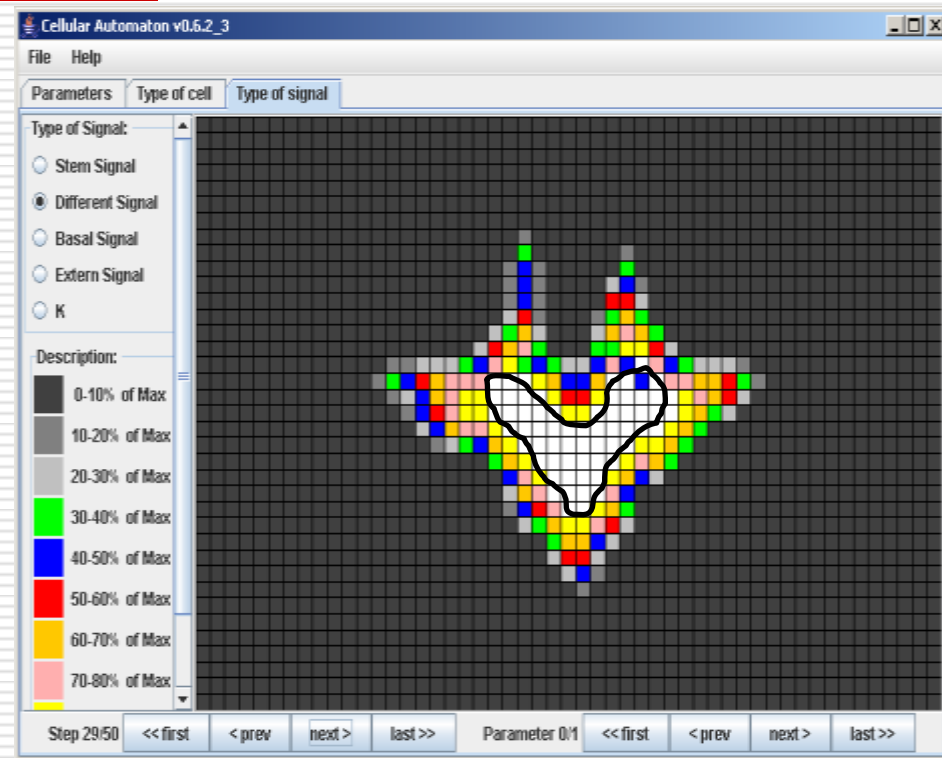 Cellular Automaton v0.6.2_3
File Help
Parameters Type of cell Type of signal
Type of Signal:
Stem Signal
Different Signal
Basal Signal
Extern Signal
K
Description:
0-10% of Max
10-20% of Max
20-30% of Max
30-40% of Max
40-50% of Max
50-60% of Max
60-70% of Max
70-80% of Max
Step 29/50 << first < prev next > last >> Parameter 0/1 << first < prev next > last >>